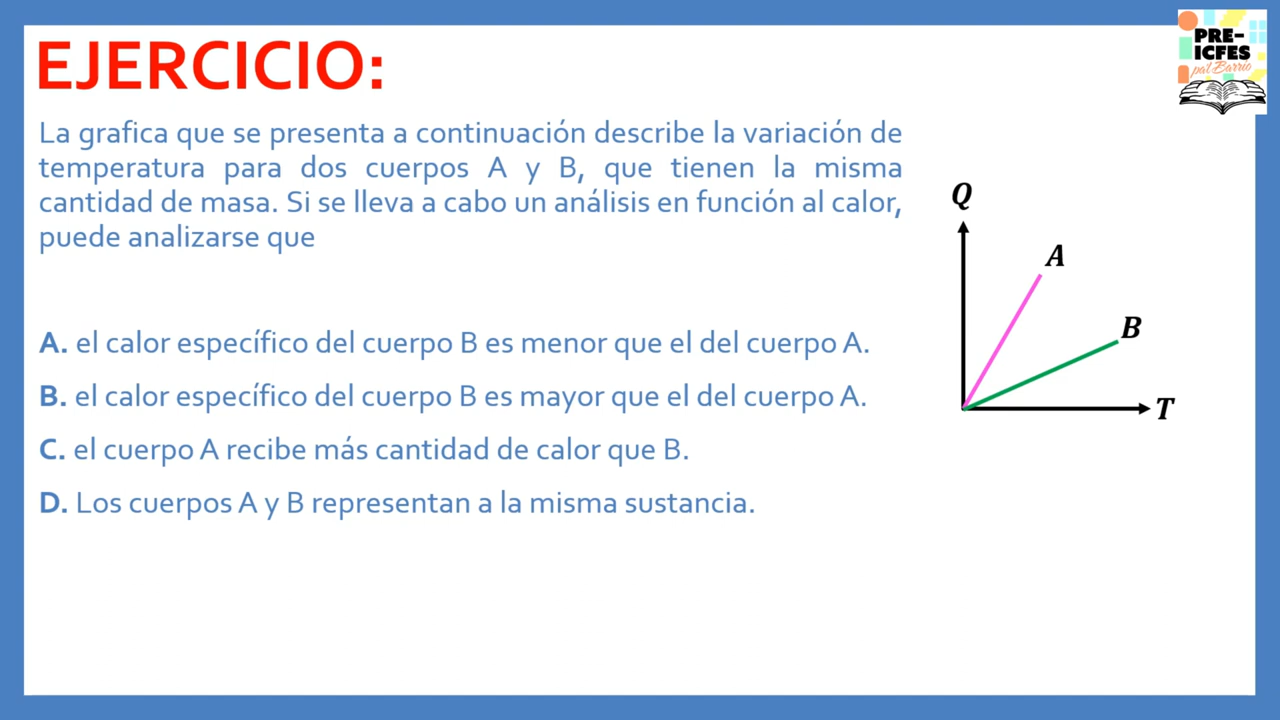 EJERCICIO:
PRE-
ICFES
pa'l Barrio
La grafica que se presenta a continuación describe la variación de
temperatura para dos cuerpos A y B, que tienen la misma
cantidad de masa. Si se lleva a cabo un análisis en función al calor,
puede analizarse que
A. el calor específico del cuerpo B es menor que el del cuerpo A.
B. el calor específico del cuerpo B es mayor que el del cuerpo A.
C. el cuerpo A recibe más cantidad de calor que B.
D. Los cuerpos A y B representan a la misma sustancia.
Q
A
B
T